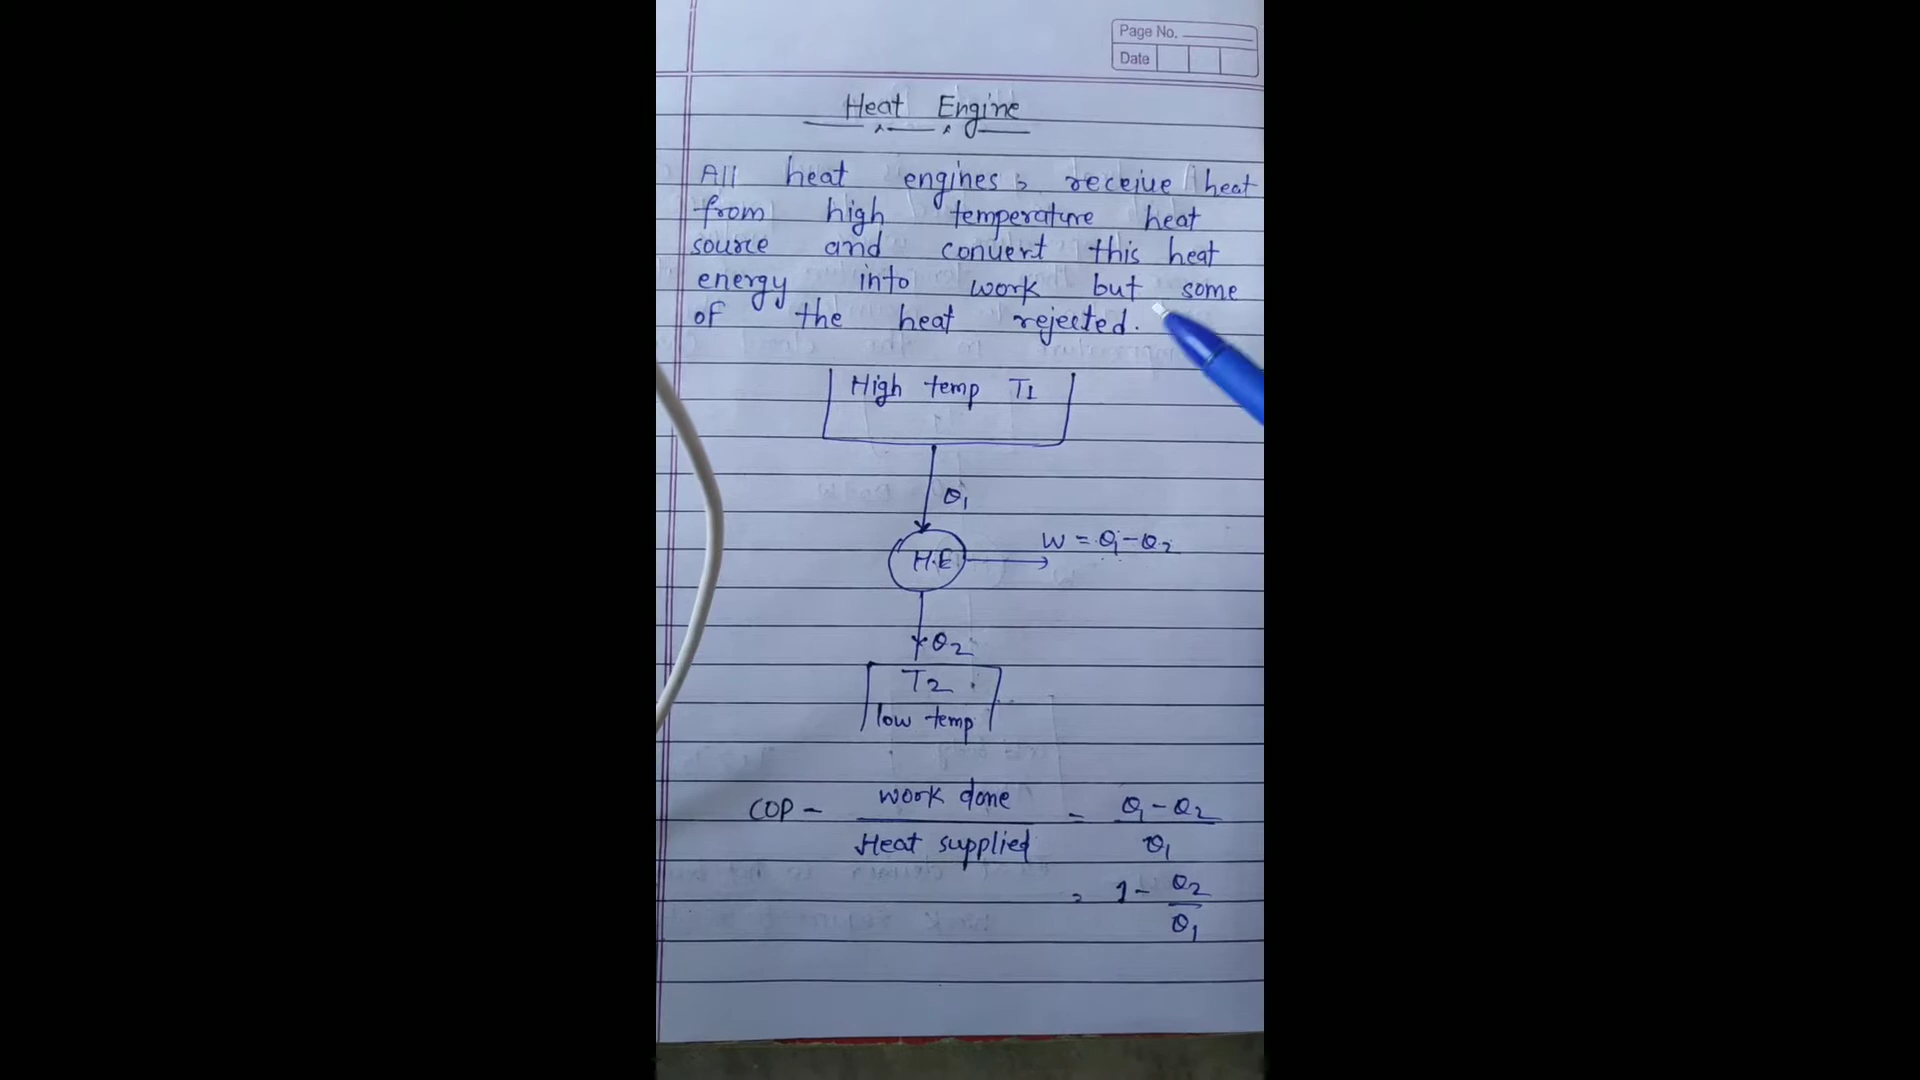 Page No.
Date
Heat Engine
All heat engines, receive heat
from high temperature heat
source and convert this heat
energy into work but some
of the heat rejected.
High temp T1
Q1
H.E
W = Q1 - Q2
Q2
T2
low temp
COP - work done / Heat supplied = Q1 - Q2 / Q1
= 1 - Q2 / Q1